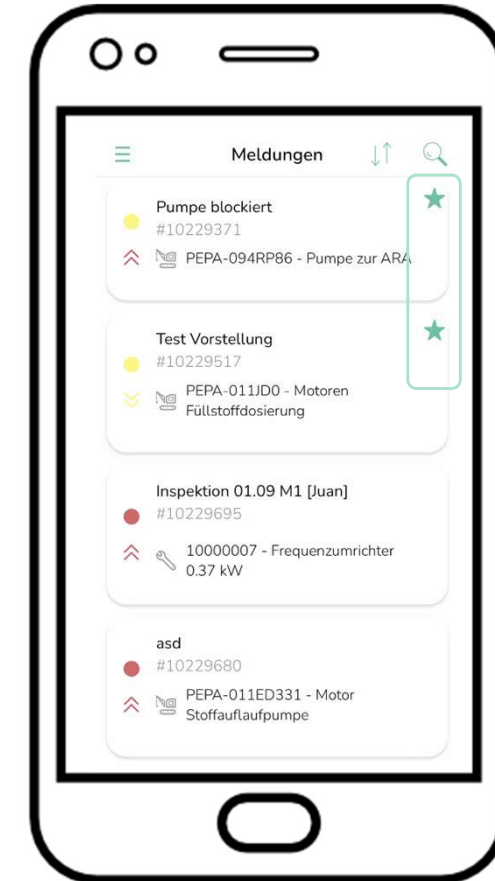 Meldungen
Pumpe blockiert
#10229371
PEPA-094RP86 - Pumpe zur ARA
Test Vorstellung
#10229517
PEPA-011JD0 - Motoren
Füllstoffdosierung
Inspektion 01.09 M1 [Juan]
#10229695
10000007 - Frequenzumrichter
0.37 kW
asd
#10229680
PEPA-011ED331 - Motor
Stoffauflaufpumpe